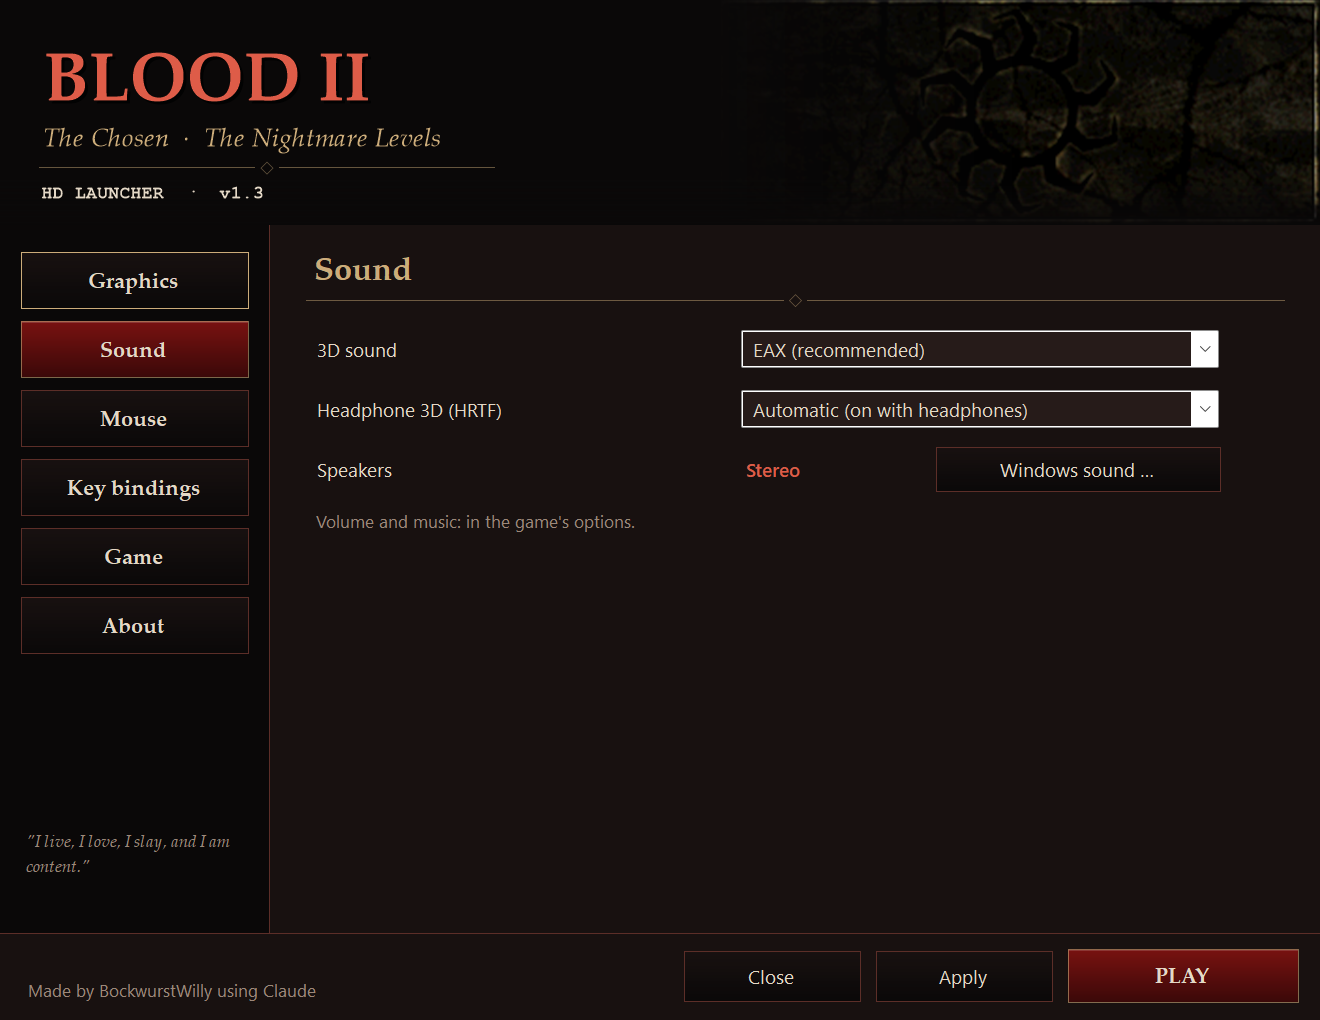 BLOOD II
The Chosen · The Nightmare Levels
HD LAUNCHER · v1.3
Graphics
Sound
Mouse
Key bindings
Game
About
"I live, I love, I slay, and I am
content."
Sound
3D sound
EAX (recommended)
Headphone 3D (HRTF)
Automatic (on with headphones)
Speakers
Stereo
Windows sound ...
Volume and music: in the game's options.
Made by BockwurstWilly using Claude
Close
Apply
PLAY